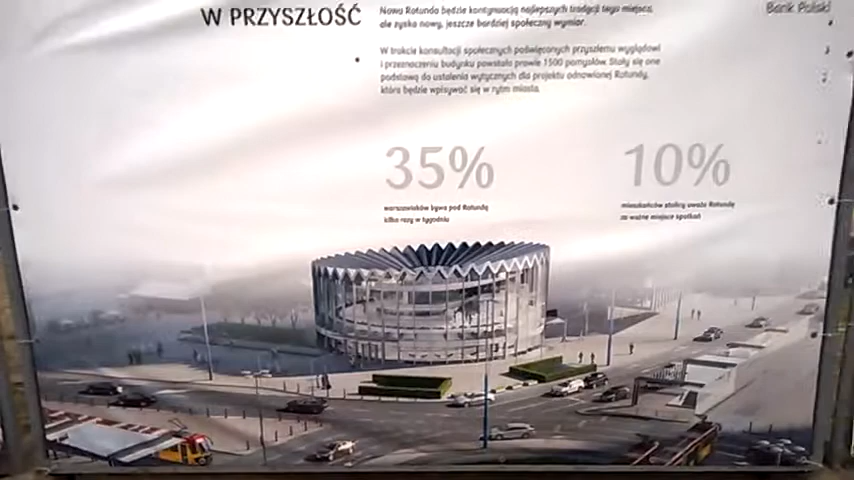 W PRZYSZŁOŚĆ
Nowa Rotunda będzie kontynuacją najlepszych tradycji tego miejsca,
ale zyska nowy, jeszcze bardziej społeczny wymiar.
W trakcie konsultacji społecznych poświęconych przyszłemu wyglądowi
i przeznaczeniu budynku powstało prawie 1500 pomysłów. Stały się one
podstawą do ustalenia wytycznych dla projektu odnowionej Rotundy,
która będzie wpisywać się w rytm miasta.
Bank Polski
35%
warszawiaków bywa pod Rotundą
kilka razy w tygodniu
10%
mieszkańców stolicy uważa Rotundę
za ważne miejsce spotkań